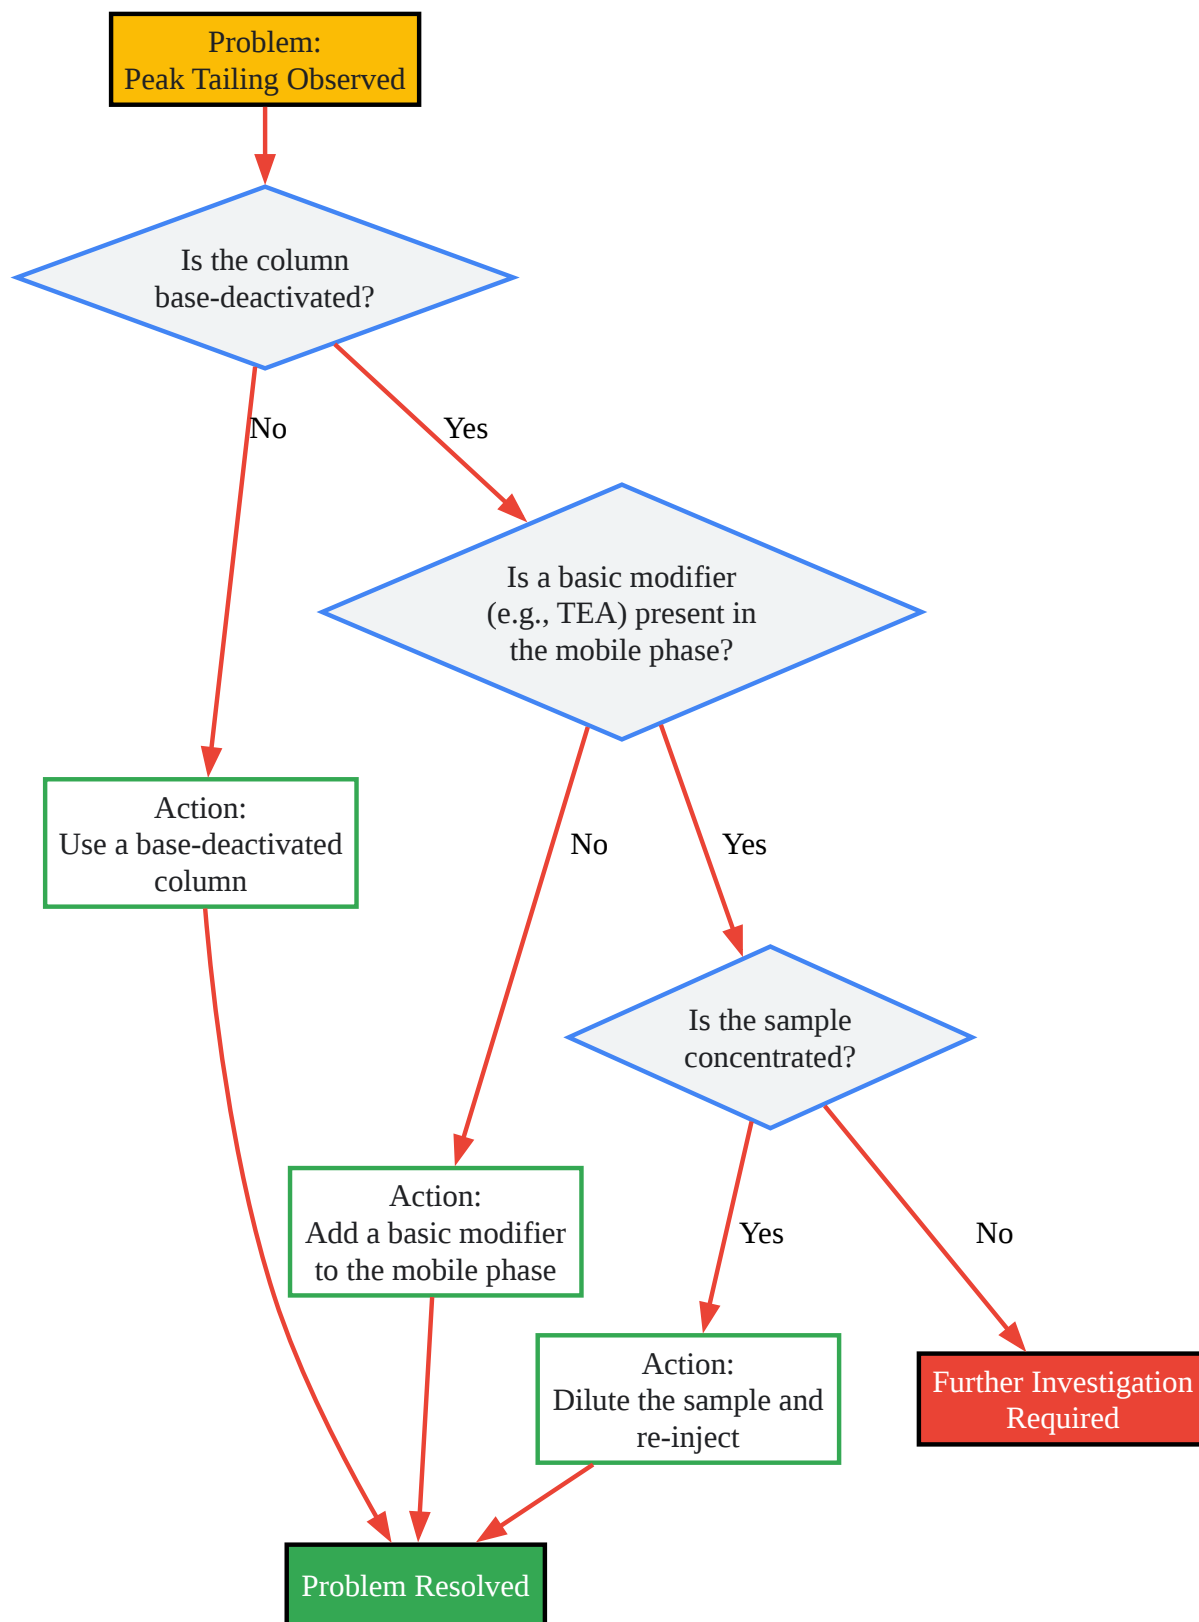 Problem:
Peak Tailing Observed
Is the column
base-deactivated?
No
Yes
Is a basic modifier
(e.g., TEA) present in
the mobile phase?
Action:
Use a base-deactivated
column
No
Yes
Is the sample
concentrated?
Action:
Add a basic modifier
to the mobile phase
Yes
No
Action:
Dilute the sample and
re-inject
Further Investigation
Required
Problem Resolved